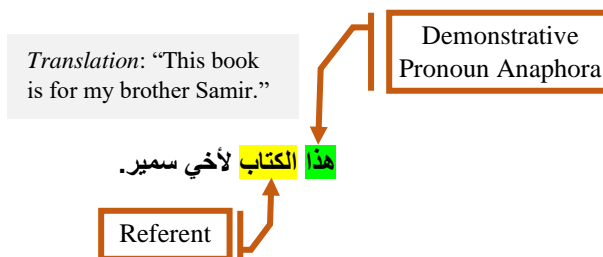 Demonstrative
Pronoun Anaphora
Translation: “This book
is for my brother Samir.”
هذا الكتاب لأخي سمير.
Referent